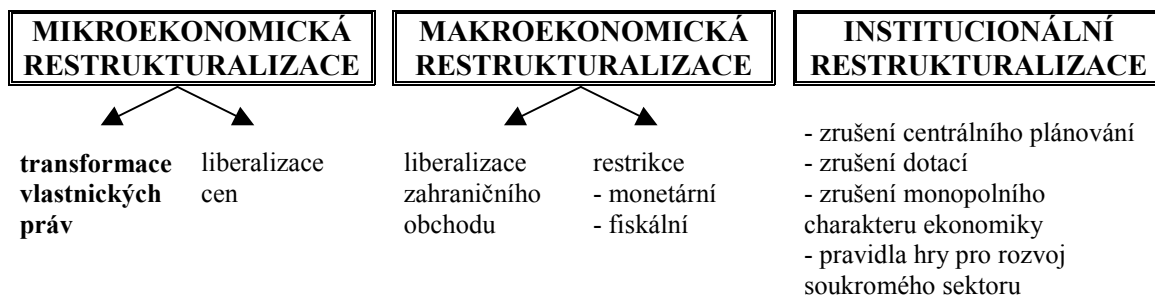 MIKROEKONOMICKÁ
RESTRUKTURALIZACE
transformace
vlastnických
práv
liberalizace
cen
MAKROEKONOMICKÁ
RESTRUKTURALIZACE
liberalizace
zahraničního
obchodu
restrikce
- monetární
- fiskální
INSTITUCIONÁLNÍ
RESTRUKTURALIZACE
- zrušení centrálního plánování
- zrušení dotací
- zrušení monopolního
charakteru ekonomiky
- pravidla hry pro rozvoj
soukromého sektoru